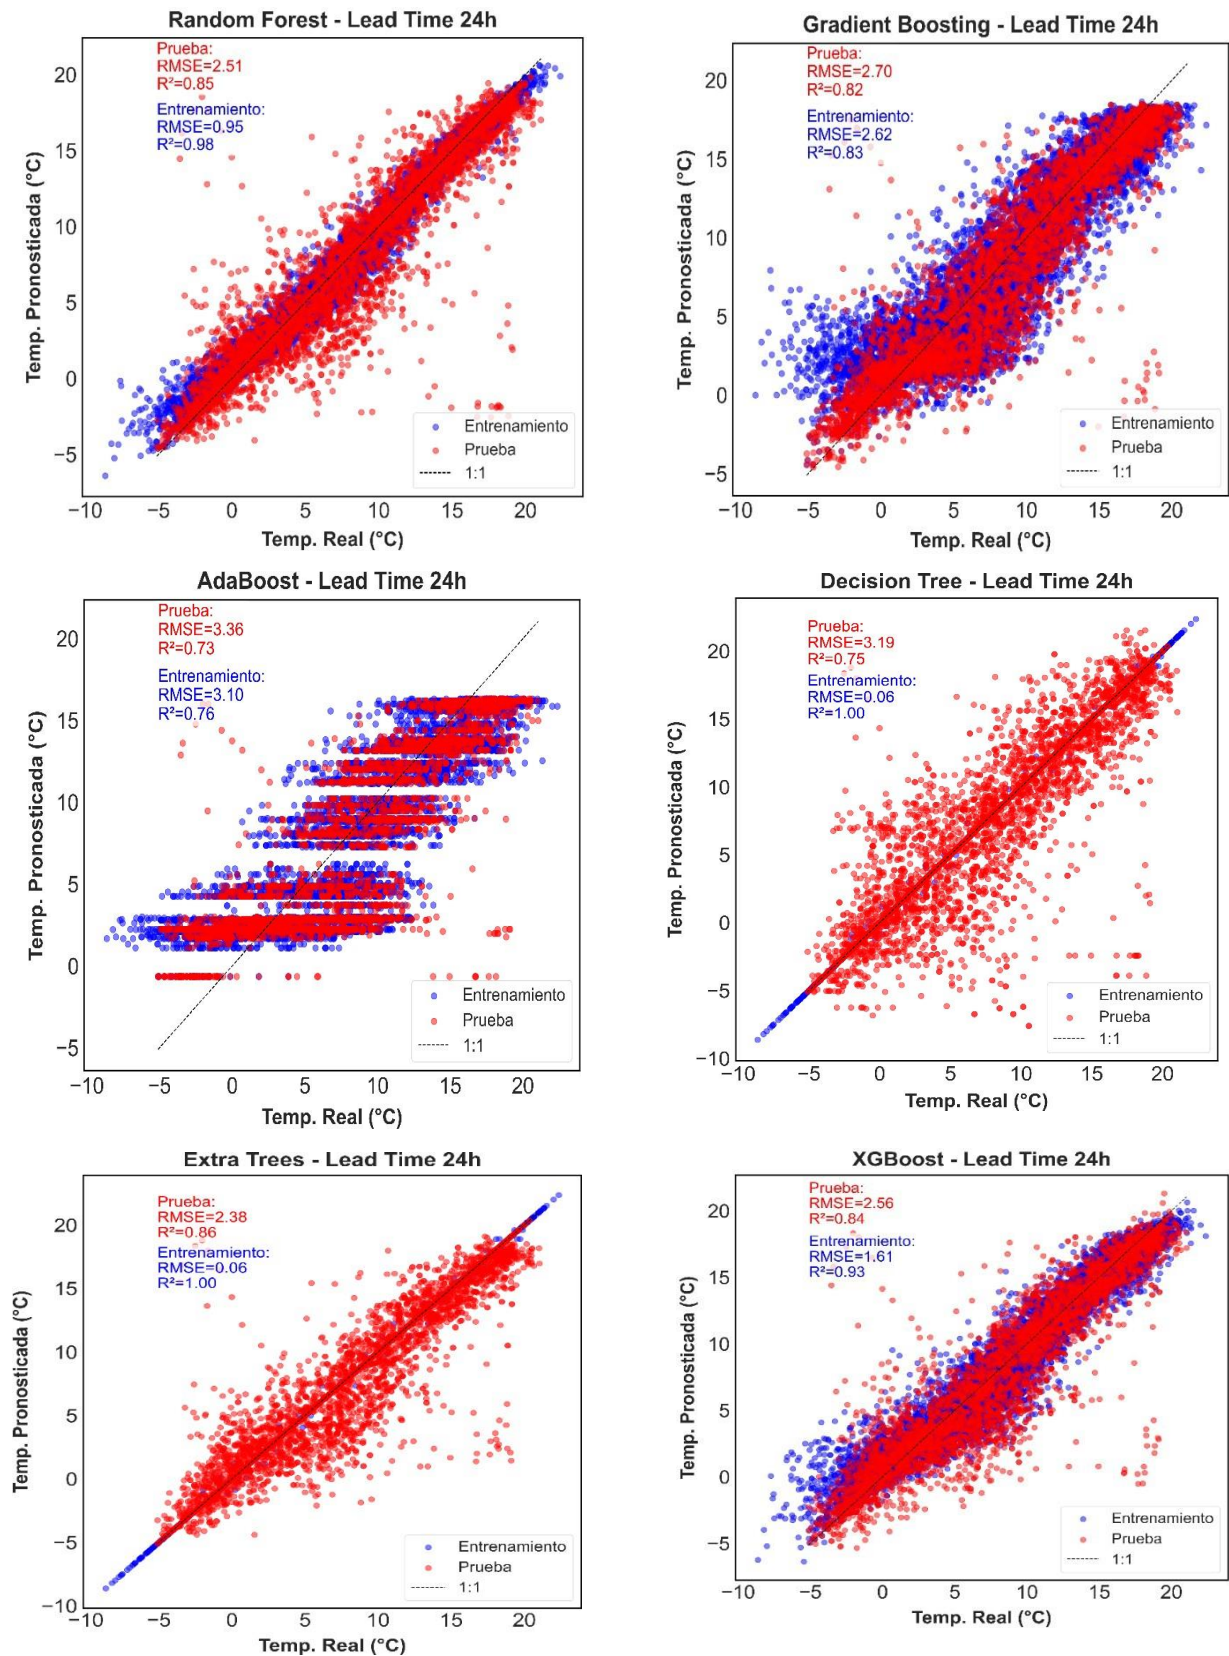 Random Forest - Lead Time 24h
Prueba:
RMSE=2.51
R²=0.85
Entrenamiento:
RMSE=0.95
R²=0.98
20
15
10
5
0
−5
Temp. Pronosticada (°C)
Entrenamiento
Prueba
1:1
−10 −5 0 5 10 15 20
Temp. Real (°C)
Gradient Boosting - Lead Time 24h
Prueba:
RMSE=2.70
R²=0.82
Entrenamiento:
RMSE=2.62
R²=0.83
20
15
10
5
0
−5
Temp. Pronosticada (°C)
Entrenamiento
Prueba
1:1
−10 −5 0 5 10 15 20
Temp. Real (°C)
AdaBoost - Lead Time 24h
Prueba:
RMSE=3.36
R²=0.73
Entrenamiento:
RMSE=3.10
R²=0.76
20
15
10
5
0
−5
Temp. Pronosticada (°C)
Entrenamiento
Prueba
1:1
−10 −5 0 5 10 15 20
Temp. Real (°C)
Decision Tree - Lead Time 24h
Prueba:
RMSE=3.19
R²=0.75
Entrenamiento:
RMSE=0.06
R²=1.00
20
15
10
5
0
−5
−10
Temp. Pronosticada (°C)
Entrenamiento
Prueba
1:1
−10 −5 0 5 10 15 20
Temp. Real (°C)
Extra Trees - Lead Time 24h
Prueba:
RMSE=2.38
R²=0.86
Entrenamiento:
RMSE=0.06
R²=1.00
20
15
10
5
0
−5
−10
Temp. Pronosticada (°C)
Entrenamiento
Prueba
1:1
−10 −5 0 5 10 15 20
Temp. Real (°C)
XGBoost - Lead Time 24h
Prueba:
RMSE=2.56
R²=0.84
Entrenamiento:
RMSE=1.61
R²=0.93
20
15
10
5
0
−5
Temp. Pronosticada (°C)
Entrenamiento
Prueba
1:1
−10 −5 0 5 10 15 20
Temp. Real (°C)